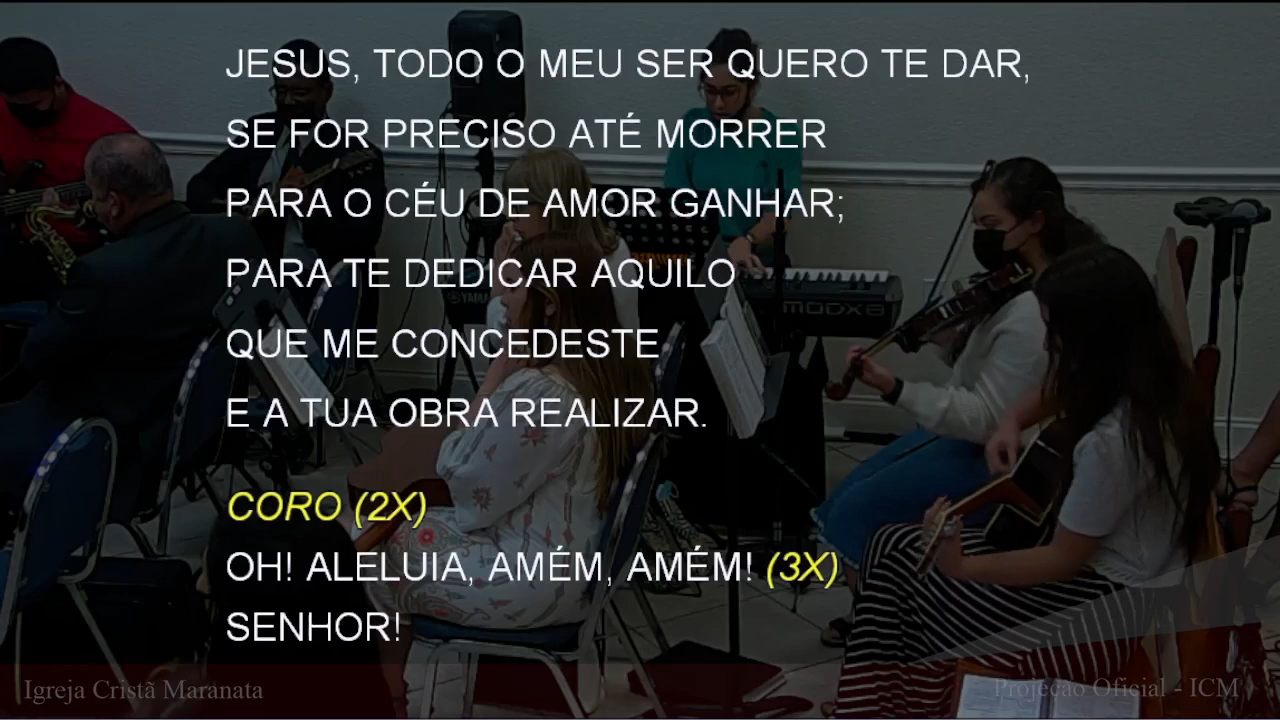 JESUS, TODO O MEU SER QUERO TE DAR,
SE FOR PRECISO ATÉ MORRER
PARA O CÉU DE AMOR GANHAR;
PARA TE DEDICAR AQUILO
QUE ME CONCEDESTE
E A TUA OBRA REALIZAR.
CORO (2X)
OH! ALELUIA, AMÉM, AMÉM! (3X)
SENHOR!
Igreja Cristã Maranata
Projeção Oficial - ICM
YAMA
MODX8